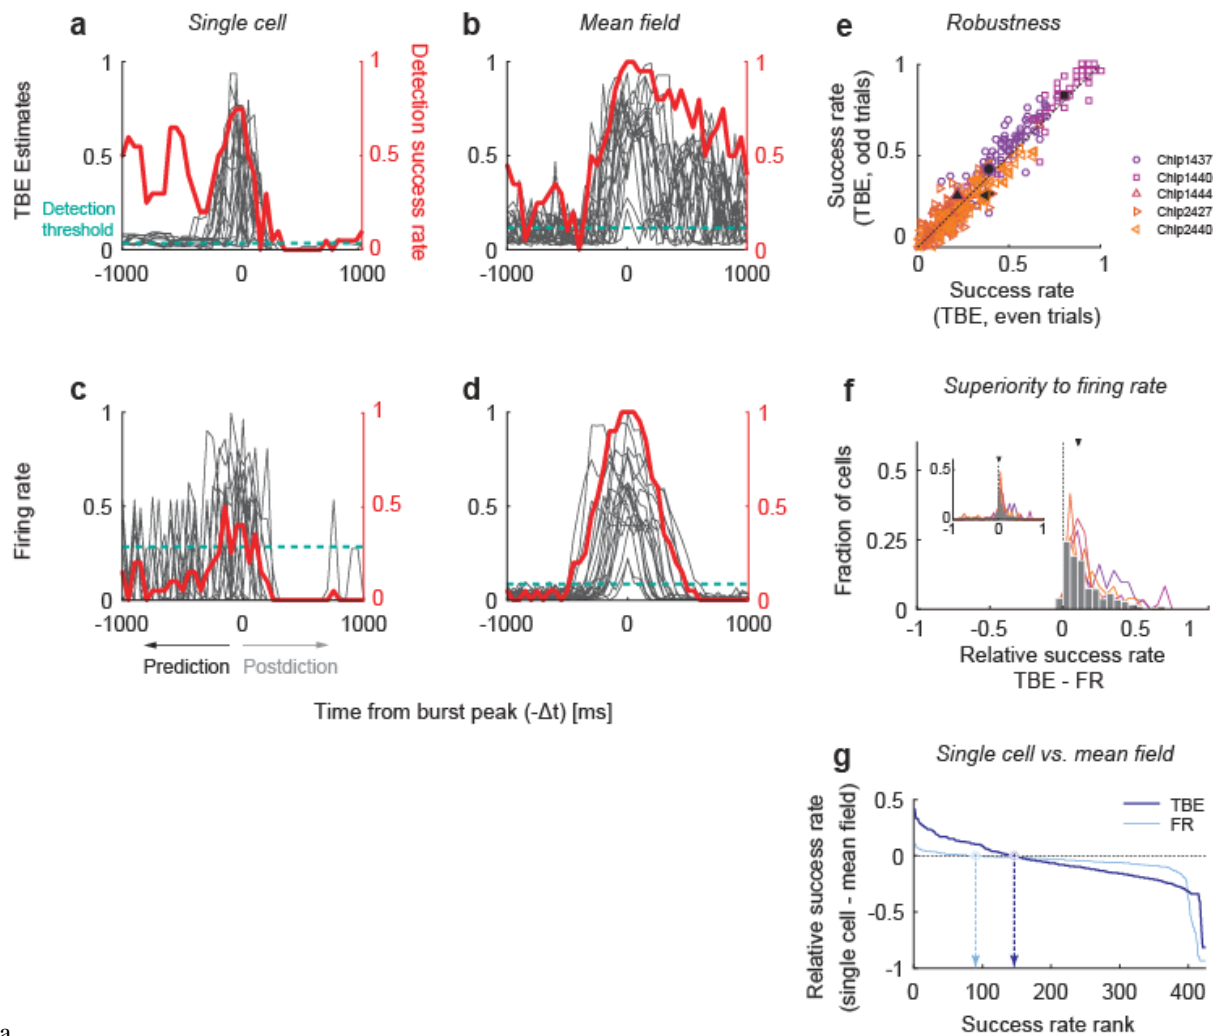 a
Single cell
TBE Estimates
Detection success rate
1
0.5
0
1
0.5
0
Detection
threshold
-1000
0
1000
b
Mean field
1
0.5
0
1
0.5
0
-1000
0
1000
e
Robustness
Success rate
(TBE, odd trials)
1
0.5
0
0
0.5
1
Success rate
(TBE, even trials)
Chip1437
Chip1440
Chip1444
Chip2427
Chip2440
c
Firing rate
1
0.5
0
1
0.5
0
-1000
0
1000
Prediction
Postdiction
d
1
0.5
0
1
0.5
0
-1000
0
1000
Time from burst peak (-Δt) [ms]
f
Superiority to firing rate
Fraction of cells
0.5
0.25
0
0.5
0
-1
0
1
-1
-0.5
0
0.5
1
Relative success rate
TBE - FR
g
Single cell vs. mean field
Relative success rate
(single cell - mean field)
0.5
0
-0.5
-1
TBE
FR
0
100
200
300
400
Success rate rank
a